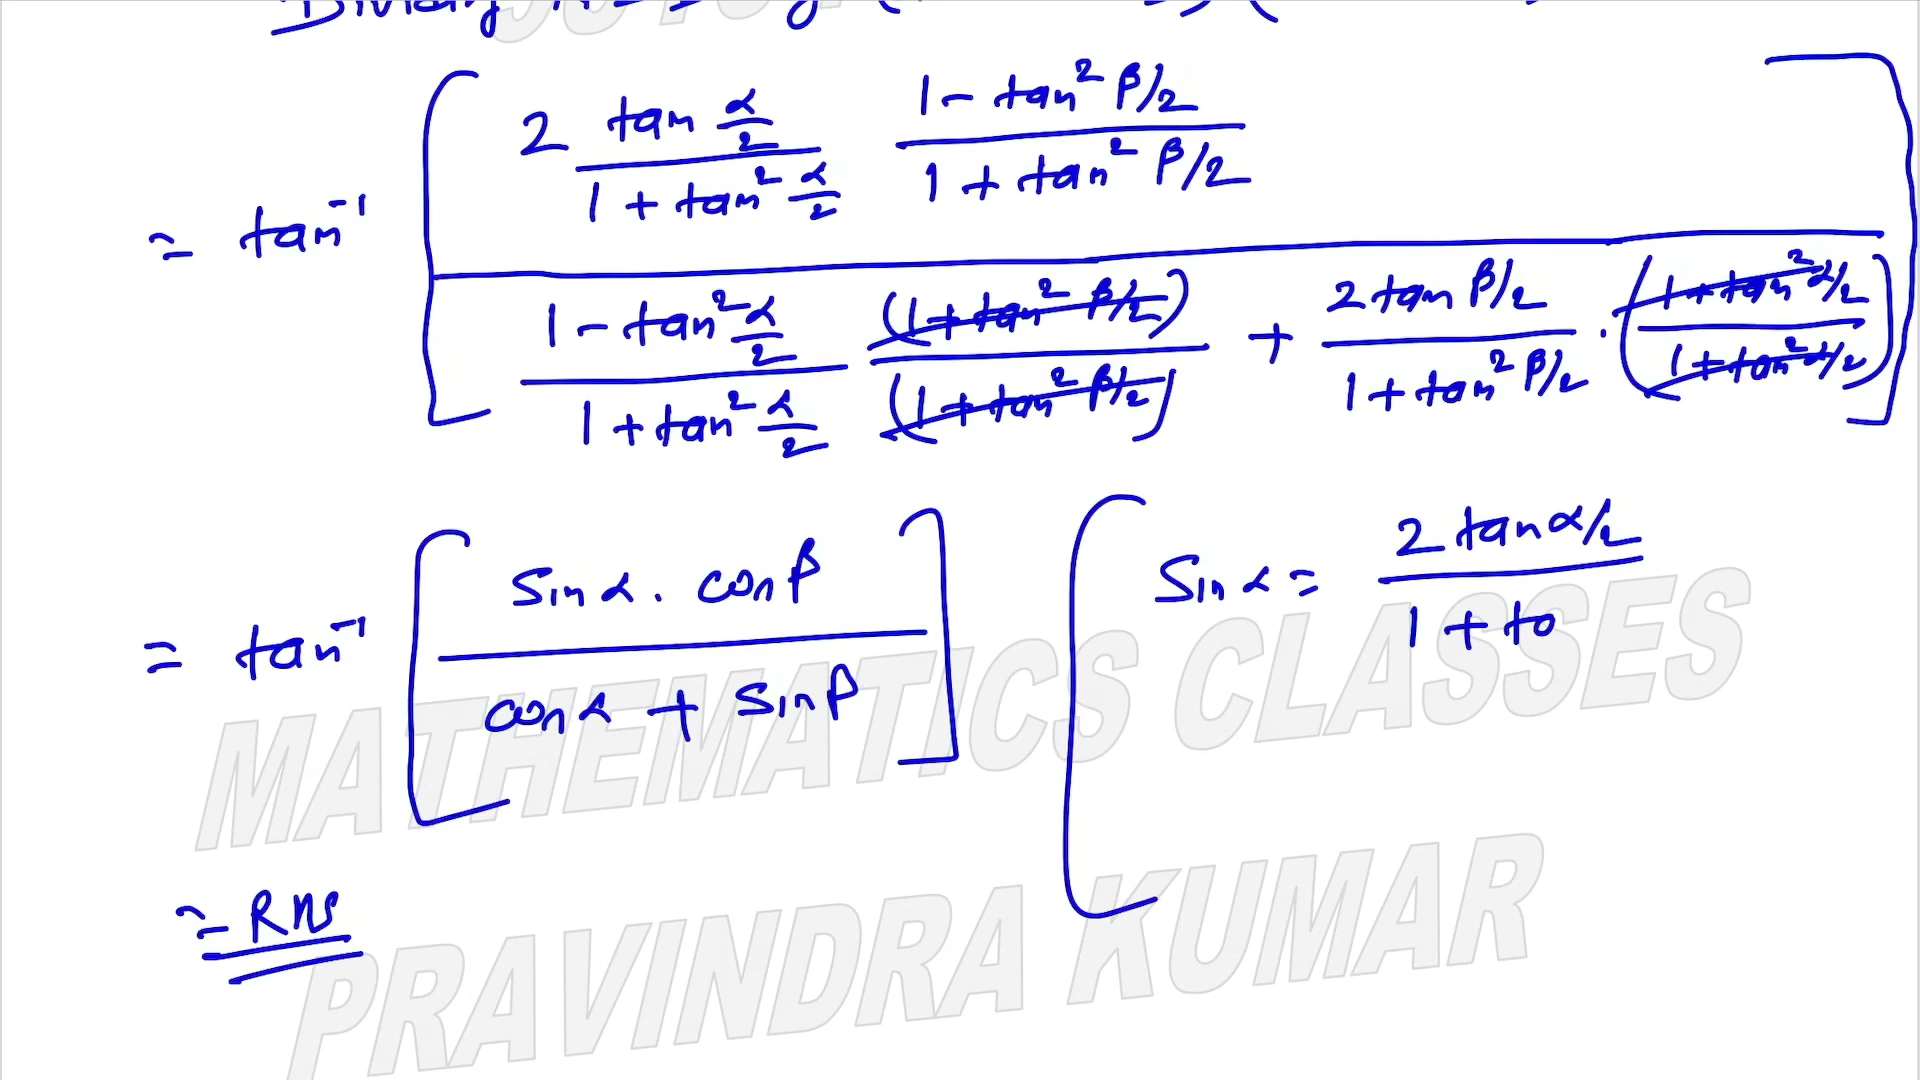 Dividing
= tan⁻¹ [ 2 tan α/2 / (1 + tan² α/2) · (1 - tan² β/2) / (1 + tan² β/2) / ( (1 - tan² α/2) / (1 + tan² α/2) (1 + tan² β/2) / (1 + tan² β/2) + 2 tan β/2 / (1 + tan² β/2) · (1 + tan² α/2 / 1 + tan² α/2) ) ]
= tan⁻¹ [ Sin α . cos β / (cos α + Sin β) ]
[ Sin α = 2 tan α/2 / 1 + ta
= RHS
MATHEMATICS CLASSES
PRAVINDRA KUMAR